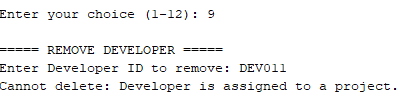 Enter your choice (1-12): 9
===== REMOVE DEVELOPER =====
Enter Developer ID to remove: DEV011
Cannot delete: Developer is assigned to a project.